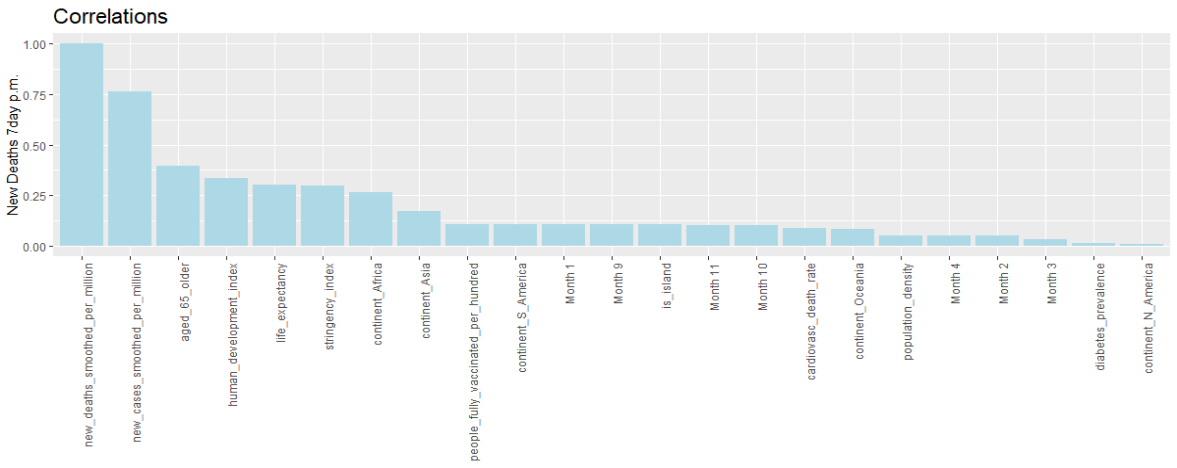 Correlations
New Deaths 7day p.m.
1.00
0.75
0.50
0.25
0.00
new_deaths_smoothed_per_million
new_cases_smoothed_per_million
aged_65_older
human_development_index
life_expectancy
stringency_index
continent_Africa
continent_Asia
people_fully_vaccinated_per_hundred
continent_S_America
Month 1
Month 9
is_island
Month 11
Month 10
cardiovasc_death_rate
continent_Oceania
population_density
Month 4
Month 2
Month 3
diabetes_prevalence
continent_N_America